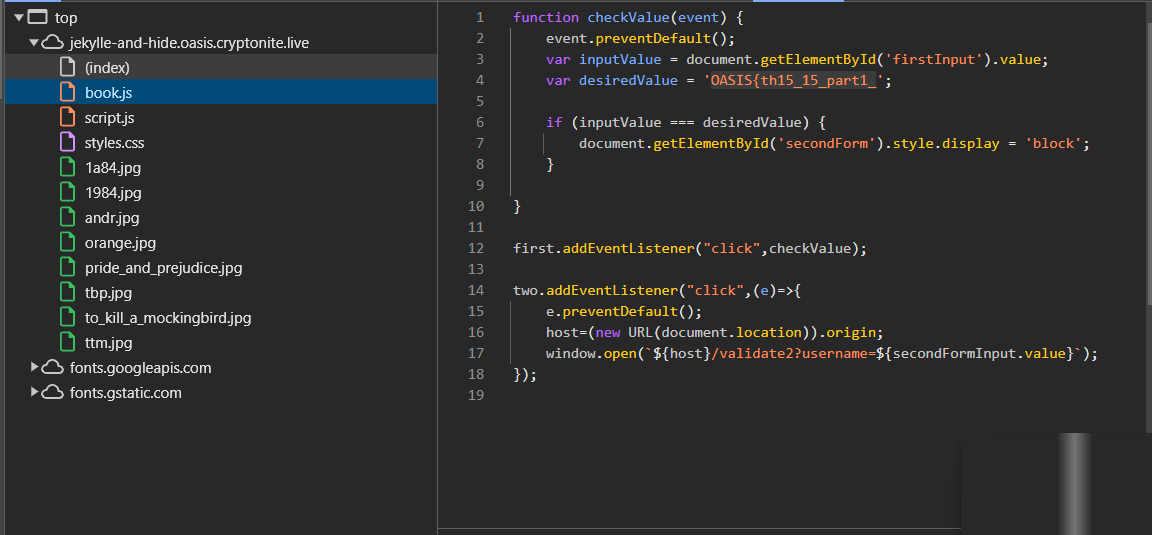 top
jekylle-and-hide.oasis.cryptonite.live
(index)
book.js
script.js
styles.css
1a84.jpg
1984.jpg
andr.jpg
orange.jpg
pride_and_prejudice.jpg
tbp.jpg
to_kill_a_mockingbird.jpg
ttm.jpg
fonts.googleapis.com
fonts.gstatic.com
1 function checkValue(event) {
2 event.preventDefault();
3 var inputValue = document.getElementById('firstInput').value;
4 var desiredValue = 'OASIS{th15_15_part1_';
5
6 if (inputValue === desiredValue) {
7 document.getElementById('secondForm').style.display = 'block';
8 }
9
10 }
11
12 first.addEventListener("click",checkValue);
13
14 two.addEventListener("click",(e)=>{
15 e.preventDefault();
16 host=(new URL(document.location)).origin;
17 window.open(`${host}/validate2?username=${secondFormInput.value}`);
18 });
19